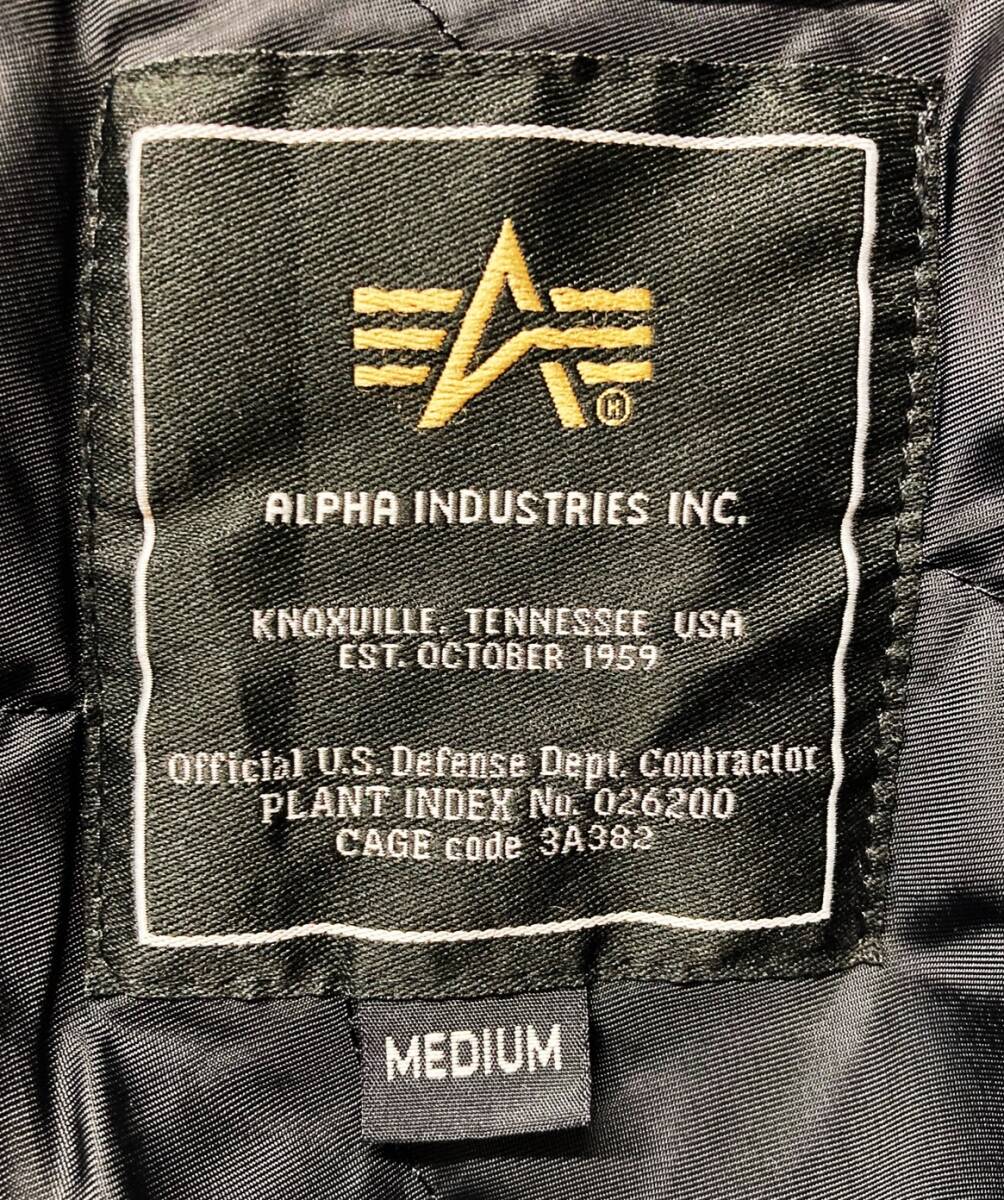 ®
ALPHA INDUSTRIES INC.
KNOXVILLE, TENNESSEE USA
EST. OCTOBER 1959
Official U.S. Defense Dept. Contractor
PLANT INDEX No. 026200
CAGE code 3A382
MEDIUM